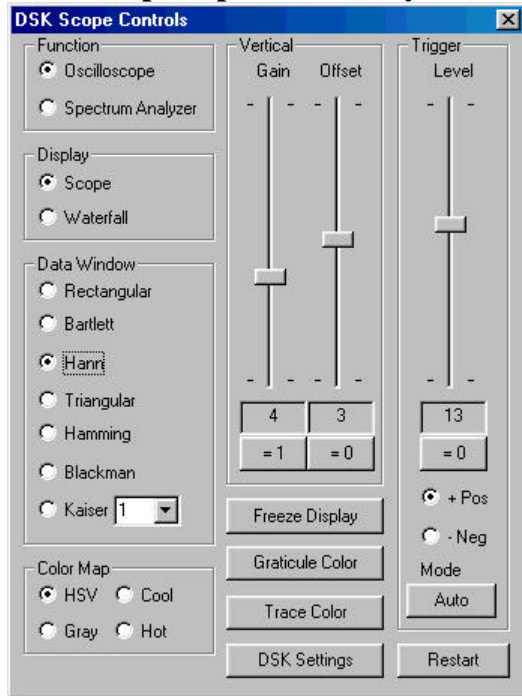 DSK Scope Controls
Function
Oscilloscope
Spectrum Analyzer
Display
Scope
Waterfall
Data Window
Rectangular
Bartlett
Hann
Triangular
Hamming
Blackman
Kaiser 1
Color Map
HSV Cool
Gray Hot
Vertical
Gain Offset
4 3
= 1 = 0
Freeze Display
Graticule Color
Trace Color
DSK Settings
Trigger
Level
13
= 0
+ Pos
- Neg
Mode
Auto
Restart